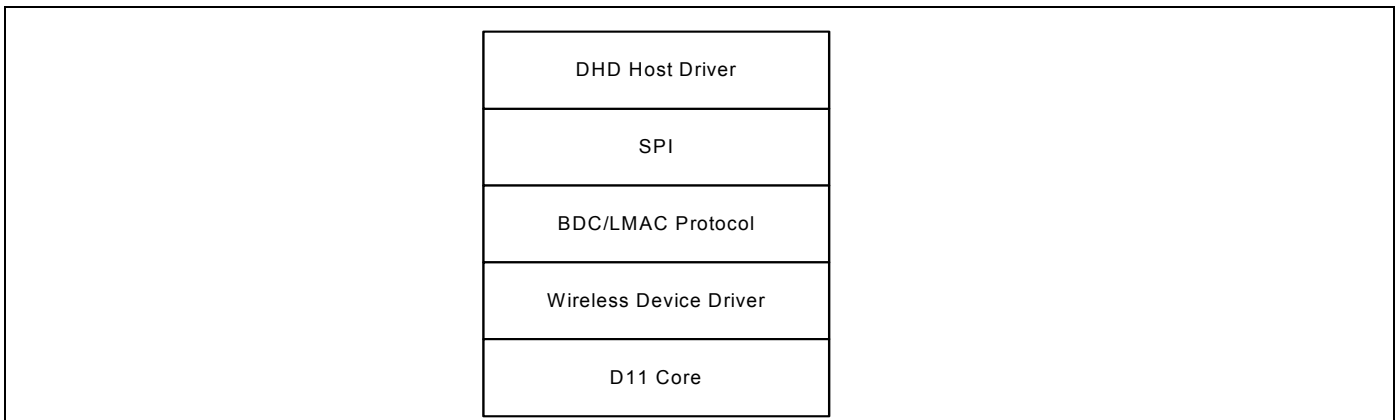 DHD Host Driver
SPI
BDC/LMAC Protocol
Wireless Device Driver
D11 Core